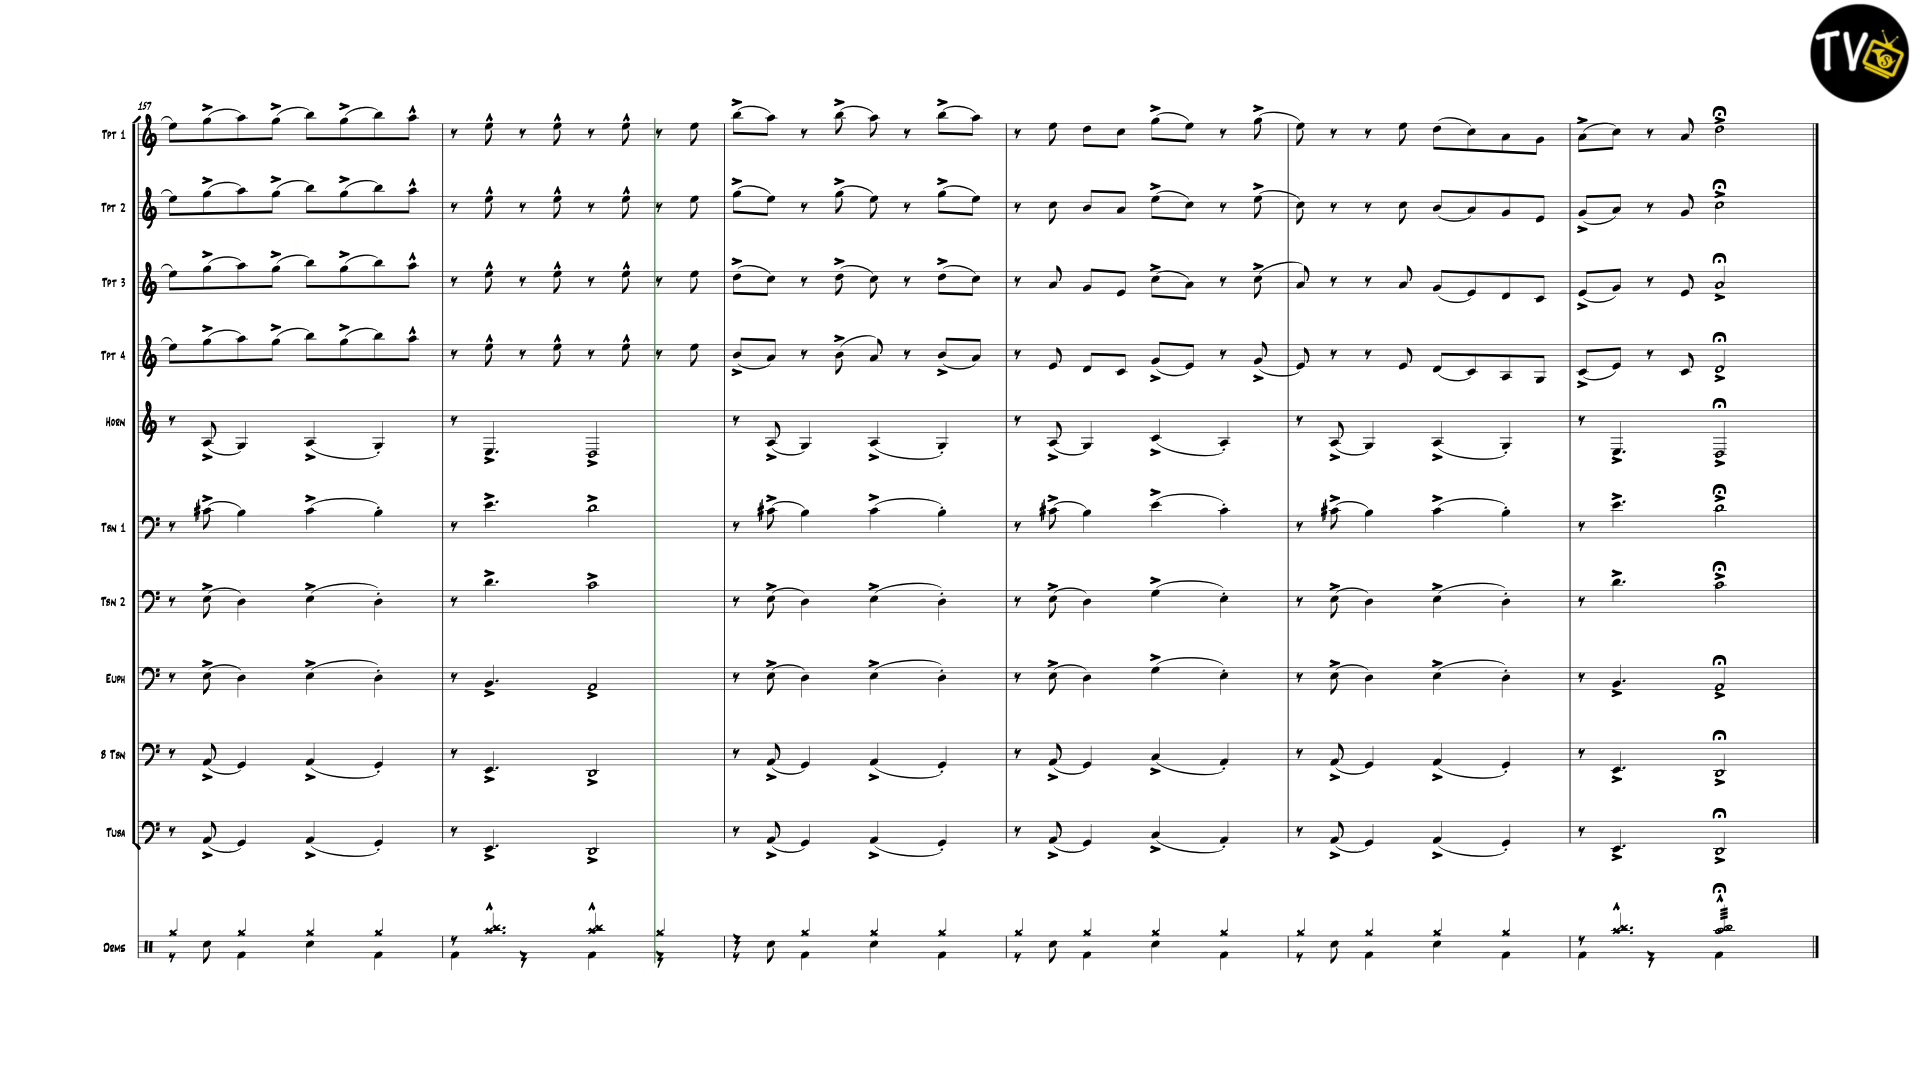 TV
157
Tpt 1
Tpt 2
Tpt 3
Tpt 4
Horn
Tbn 1
Tbn 2
Euph
B Tbn
Tuba
Drms